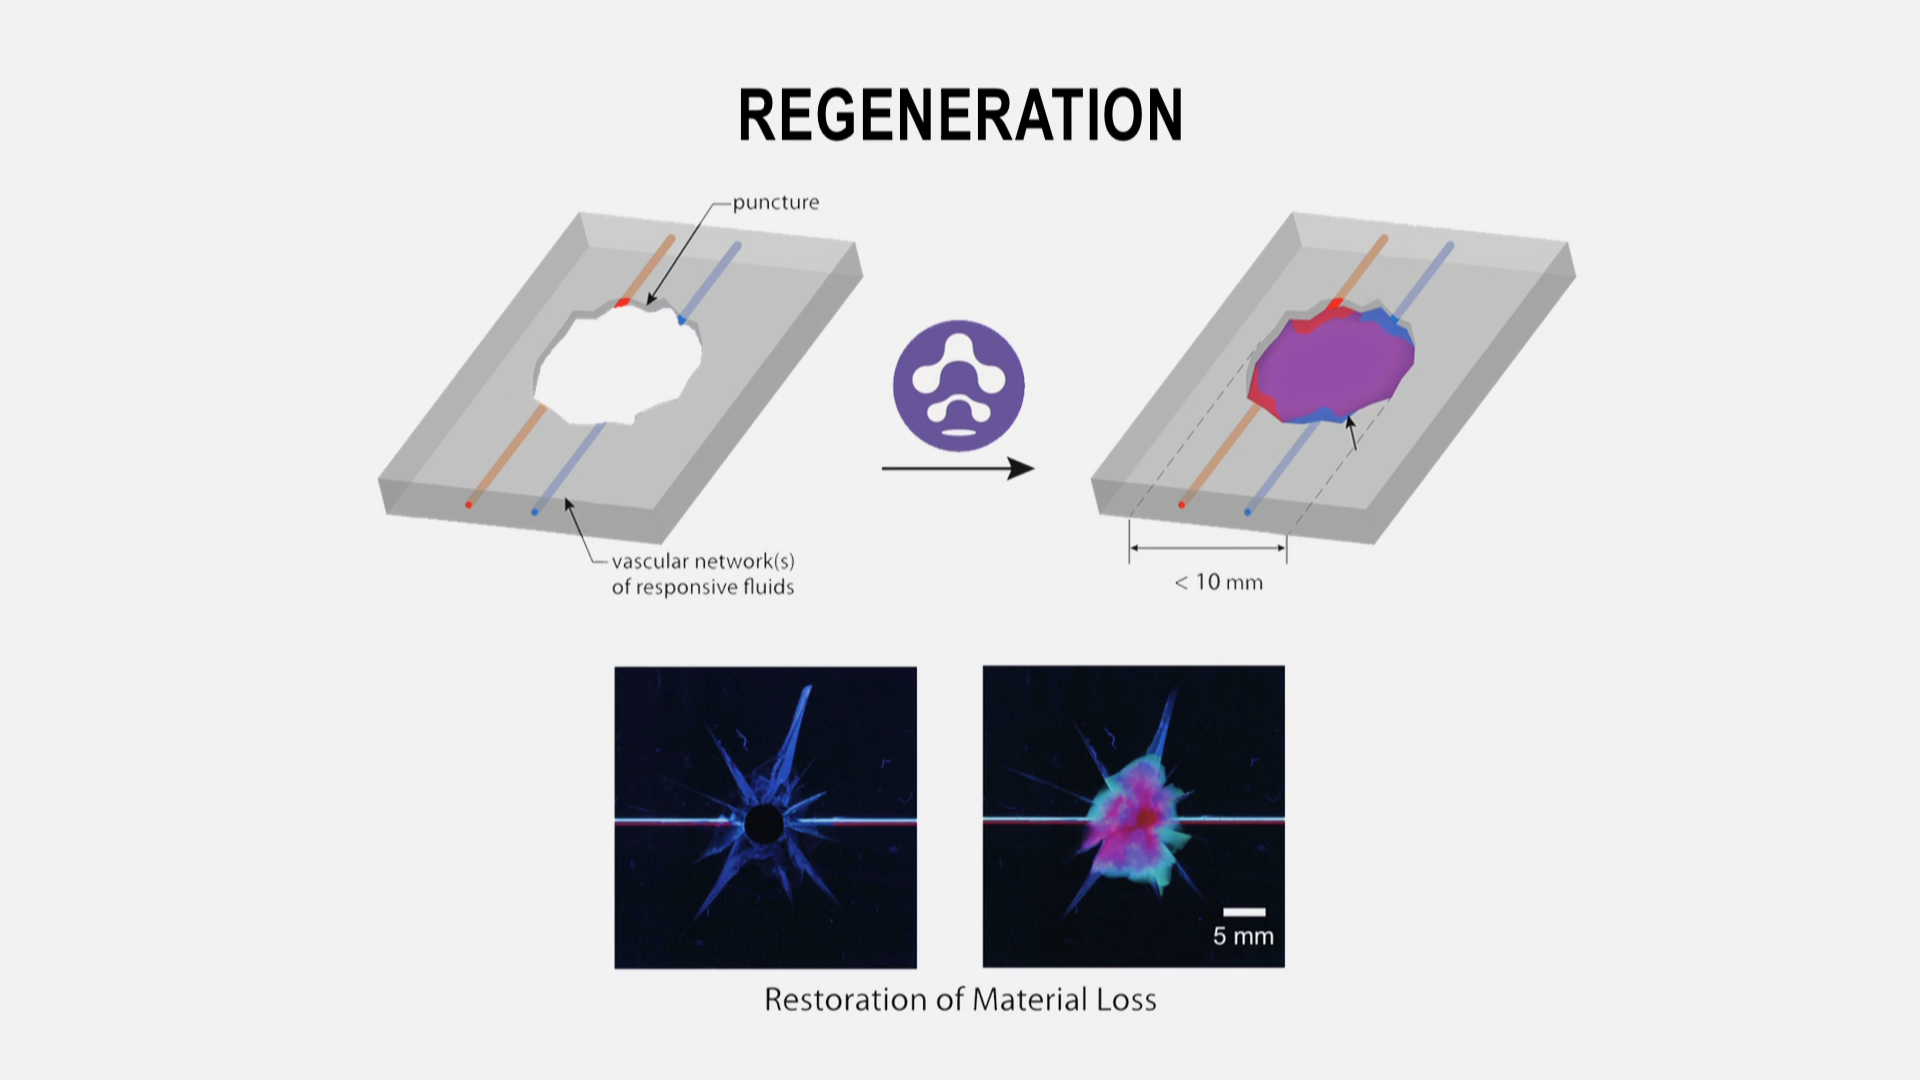 REGENERATION
puncture
vascular network(s)
of responsive fluids
< 10 mm
5 mm
Restoration of Material Loss